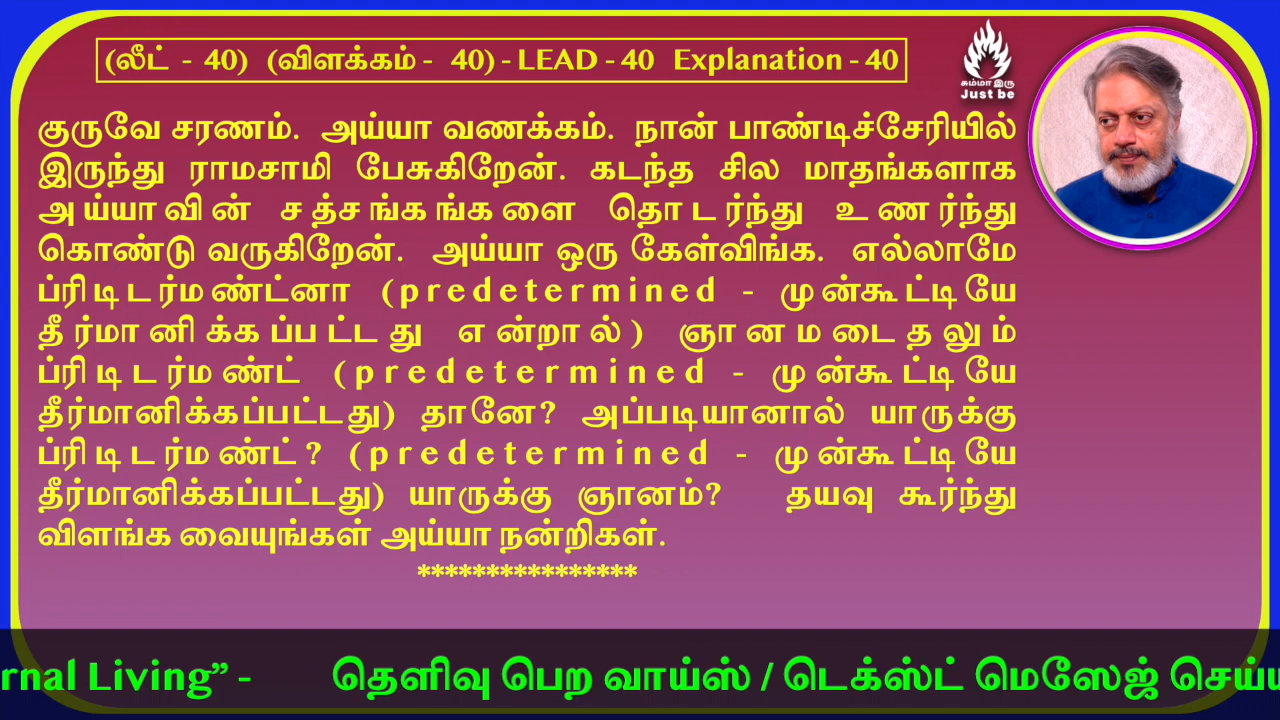 (லீட் - 40) (விளக்கம் - 40) - LEAD - 40 Explanation - 40
சும்மா இரு
Just be
குருவே சரணம். அய்யா வணக்கம். நான் பாண்டிச்சேரியில்
இருந்து ராமசாமி பேசுகிறேன். கடந்த சில மாதங்களாக
அய்யாவின் சத்சங்கங்களை தொடர்ந்து உணர்ந்து
கொண்டு வருகிறேன். அய்யா ஒரு கேள்விங்க. எல்லாமே
ப்ரிடிடர்மண்ட்னா (predetermined - முன்கூட்டியே
தீர்மானிக்கப்பட்டது என்றால்) ஞானமடைதலும்
ப்ரிடிடர்மண்ட் (predetermined - முன்கூட்டியே
தீர்மானிக்கப்பட்டது) தானே? அப்படியானால் யாருக்கு
ப்ரிடிடர்மண்ட்? (predetermined - முன்கூட்டியே
தீர்மானிக்கப்பட்டது) யாருக்கு ஞானம்? தயவு கூர்ந்து
விளங்க வையுங்கள் அய்யா நன்றிகள்.
****************
rnal Living” - தெளிவு பெற வாய்ஸ் / டெக்ஸ்ட் மெஸேஜ்